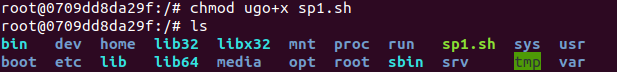 root@0709dd8da29f:/# chmod ugo+x sp1.sh
root@0709dd8da29f:/# ls
bin dev home lib32 libx32 mnt proc run sp1.sh sys usr
boot etc lib lib64 media opt root sbin srv tmp var